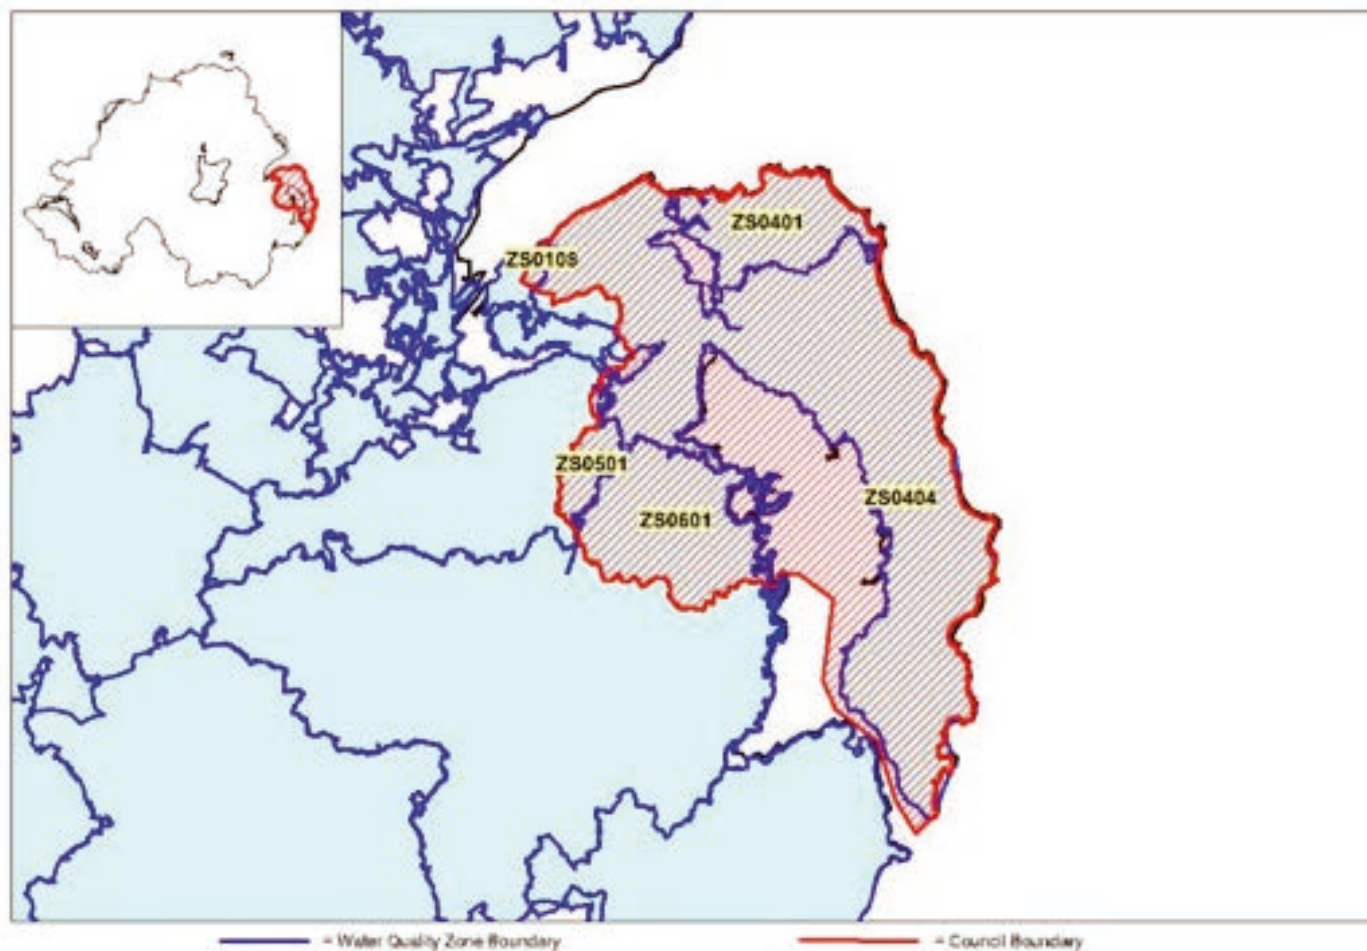 ZS0401
ZS0108
ZS0501
ZS0404
ZS0601
= Water Quality Zone Boundary
= Council Boundary